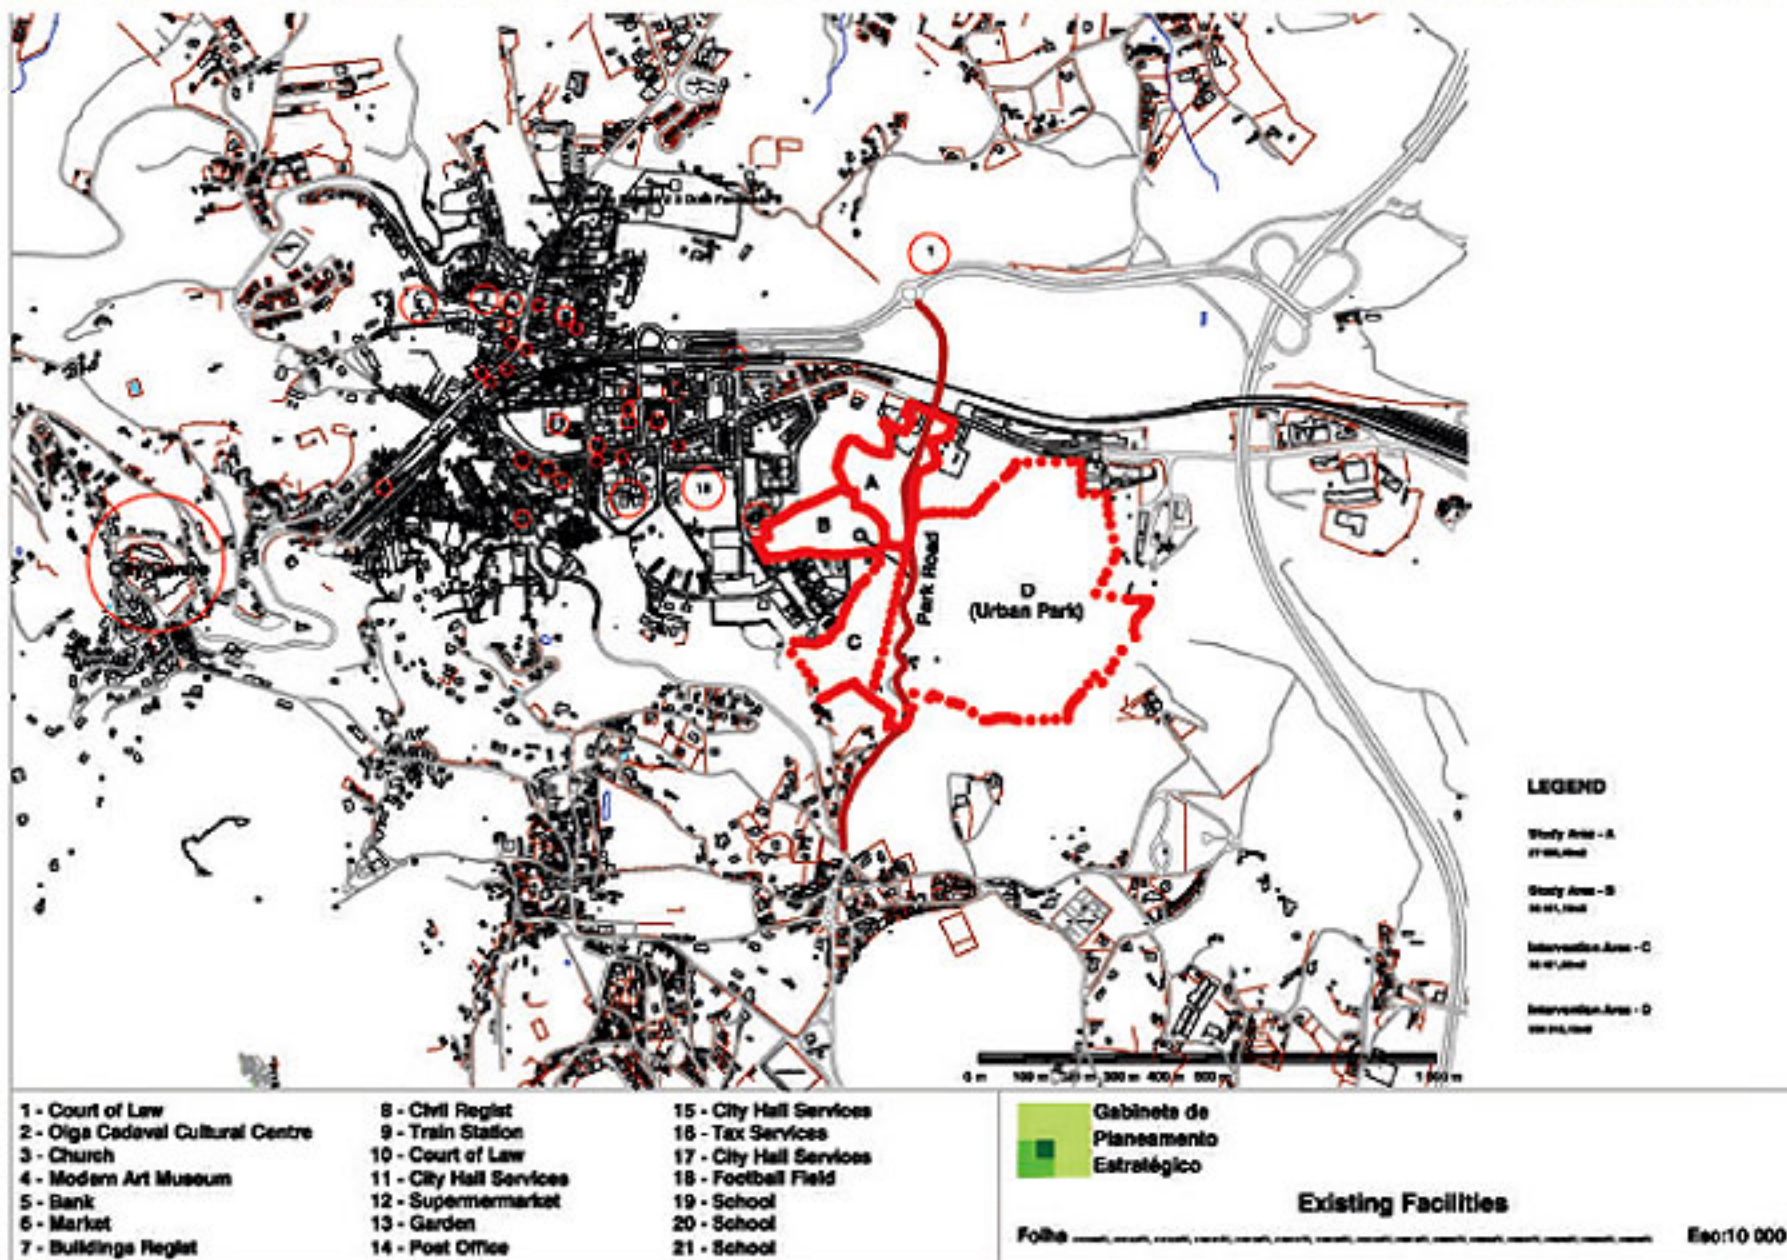 1
18
A
B
C
Park Road
D
(Urban Park)
LEGEND
Study Area - A
Study Area - B
Intervention Area - C
Intervention Area - D
0 m 100 m 300 m 400 m 500 m
1 - Court of Law
2 - Olga Cadaval Cultural Centre
3 - Church
4 - Modern Art Museum
5 - Bank
6 - Market
7 - Buildings Regist
8 - Civil Regist
9 - Train Station
10 - Court of Law
11 - City Hall Services
12 - Supermermarket
13 - Garden
14 - Post Office
15 - City Hall Services
16 - Tax Services
17 - City Hall Services
18 - Football Field
19 - School
20 - School
21 - School
Gabinete de
Planeamento
Estratégico
Existing Facilities
Folha
Esc:10 000